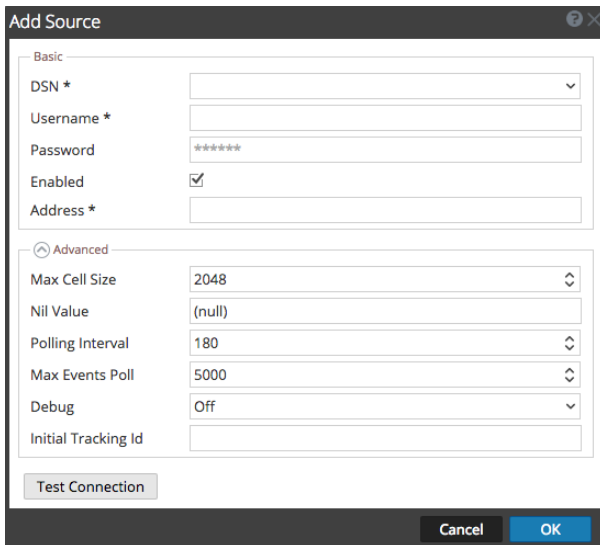 Add Source
Basic
DSN *
Username *
Password ******
Enabled
Address *
Advanced
Max Cell Size 2048
Nil Value (null)
Polling Interval 180
Max Events Poll 5000
Debug Off
Initial Tracking Id
Test Connection
Cancel OK